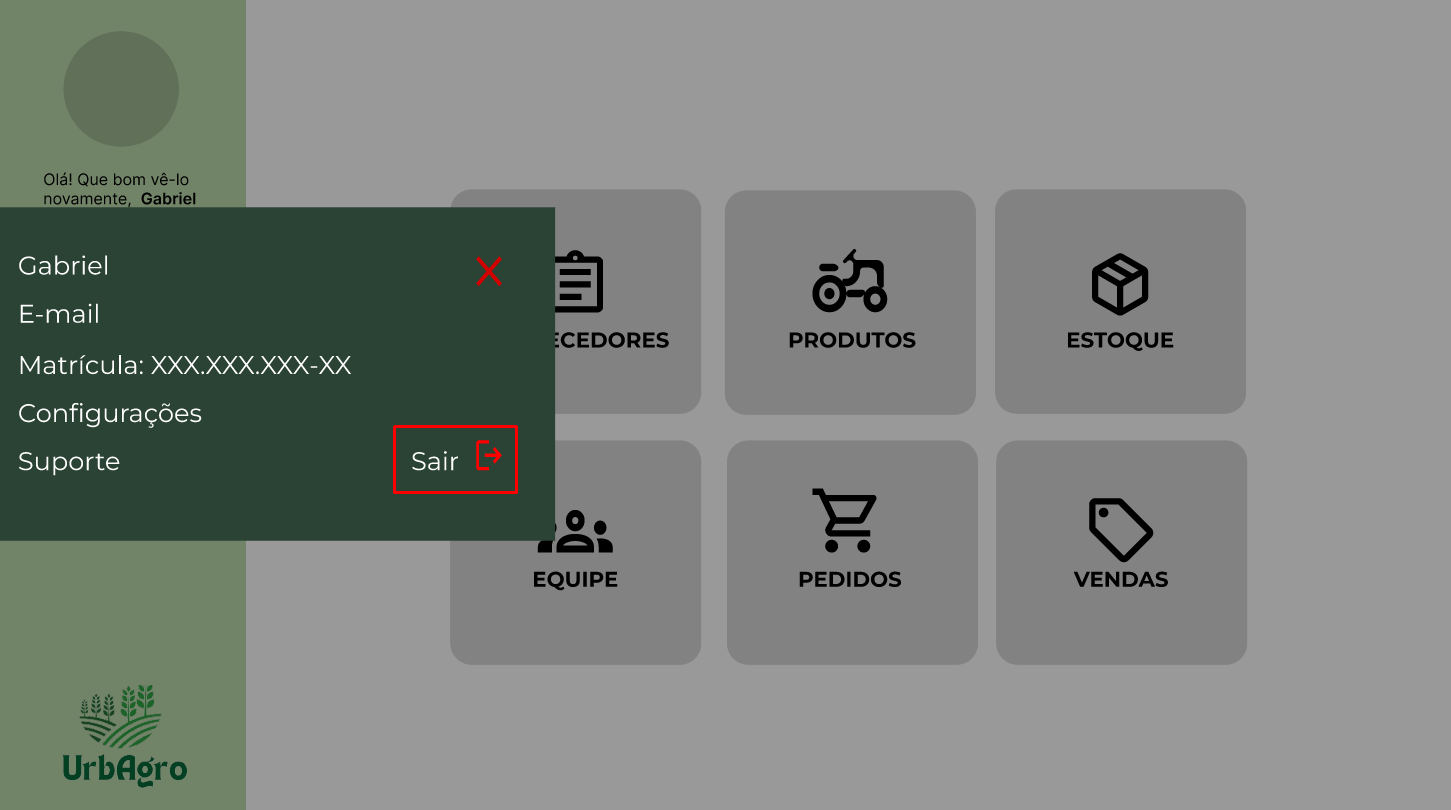 Olá! Que bom vê-lo
novamente, Gabriel
Gabriel
E-mail
Matrícula: XXX.XXX.XXX-XX
Configurações
Suporte
Sair
ECEDORES
PRODUTOS
ESTOQUE
EQUIPE
PEDIDOS
VENDAS
UrbAgro